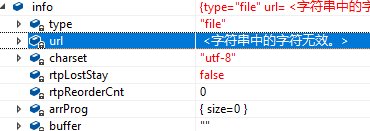 info {type="file" url= <字符串中的字
type "file"
url <字符串中的字符无效。>
charset "utf-8"
rtpLostStay false
rtpReorderCnt 0
arrProg { size=0 }
buffer ""